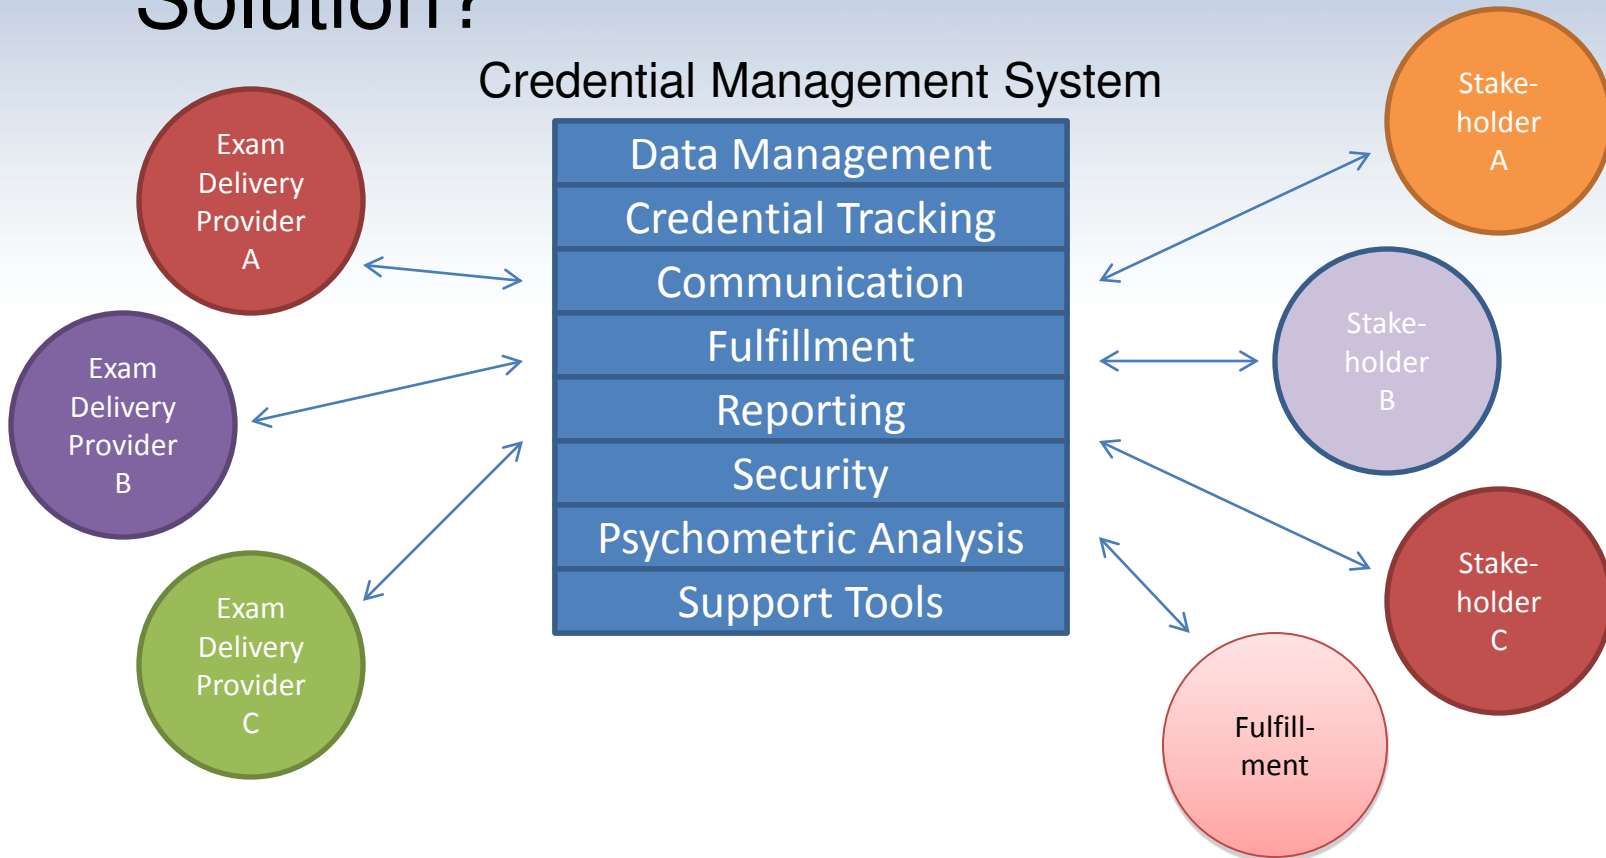 Solution?
Credential Management System
Exam
Delivery
Provider
A
Exam
Delivery
Provider
B
Exam
Delivery
Provider
C
Data Management
Credential Tracking
Communication
Fulfillment
Reporting
Security
Psychometric Analysis
Support Tools
Stake-
holder
A
Stake-
holder
B
Stake-
holder
C
Fulfill-
ment